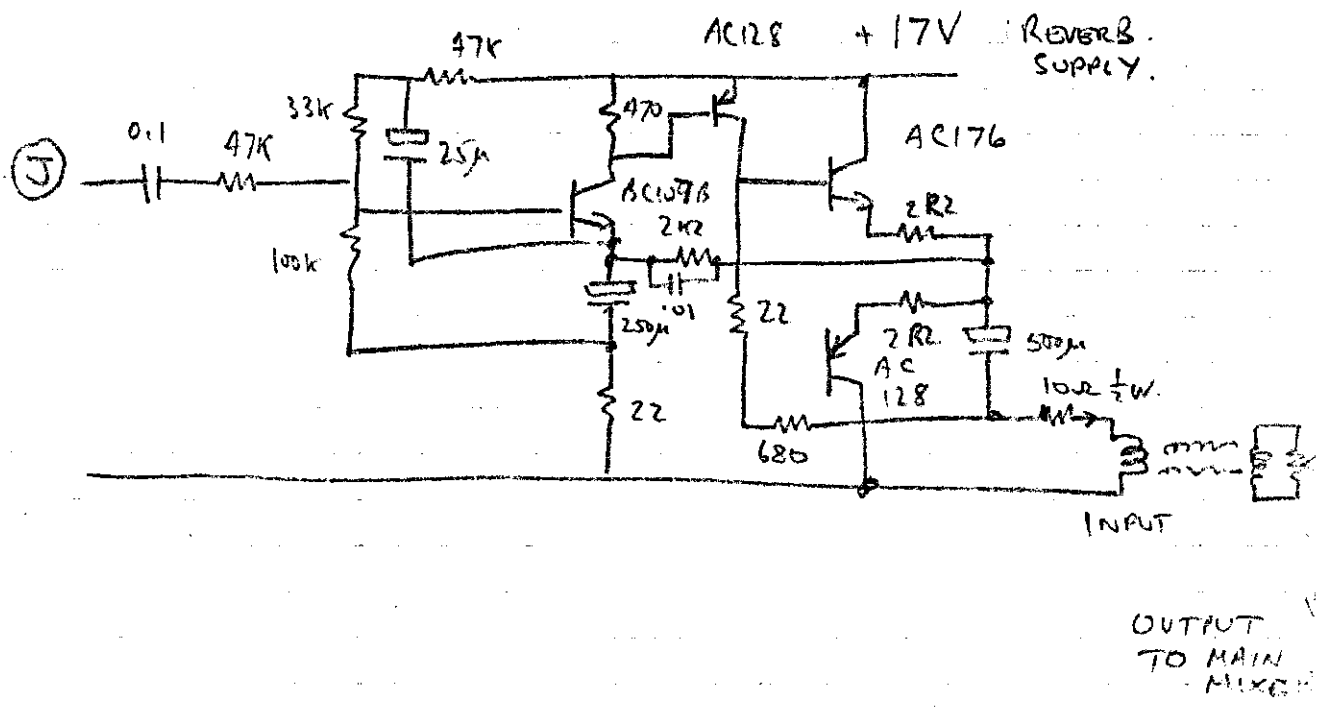 AC128
+17V
REVERB.
SUPPLY.
47K
33K
470
0.1
47K
25µ
AC176
J
BC109B
2K2
2R2
100k
.01
250µ
22
2R2
500µ
AC
128
10Ω ½W.
22
680
INPUT
OUTPUT
TO MAIN
MIXER